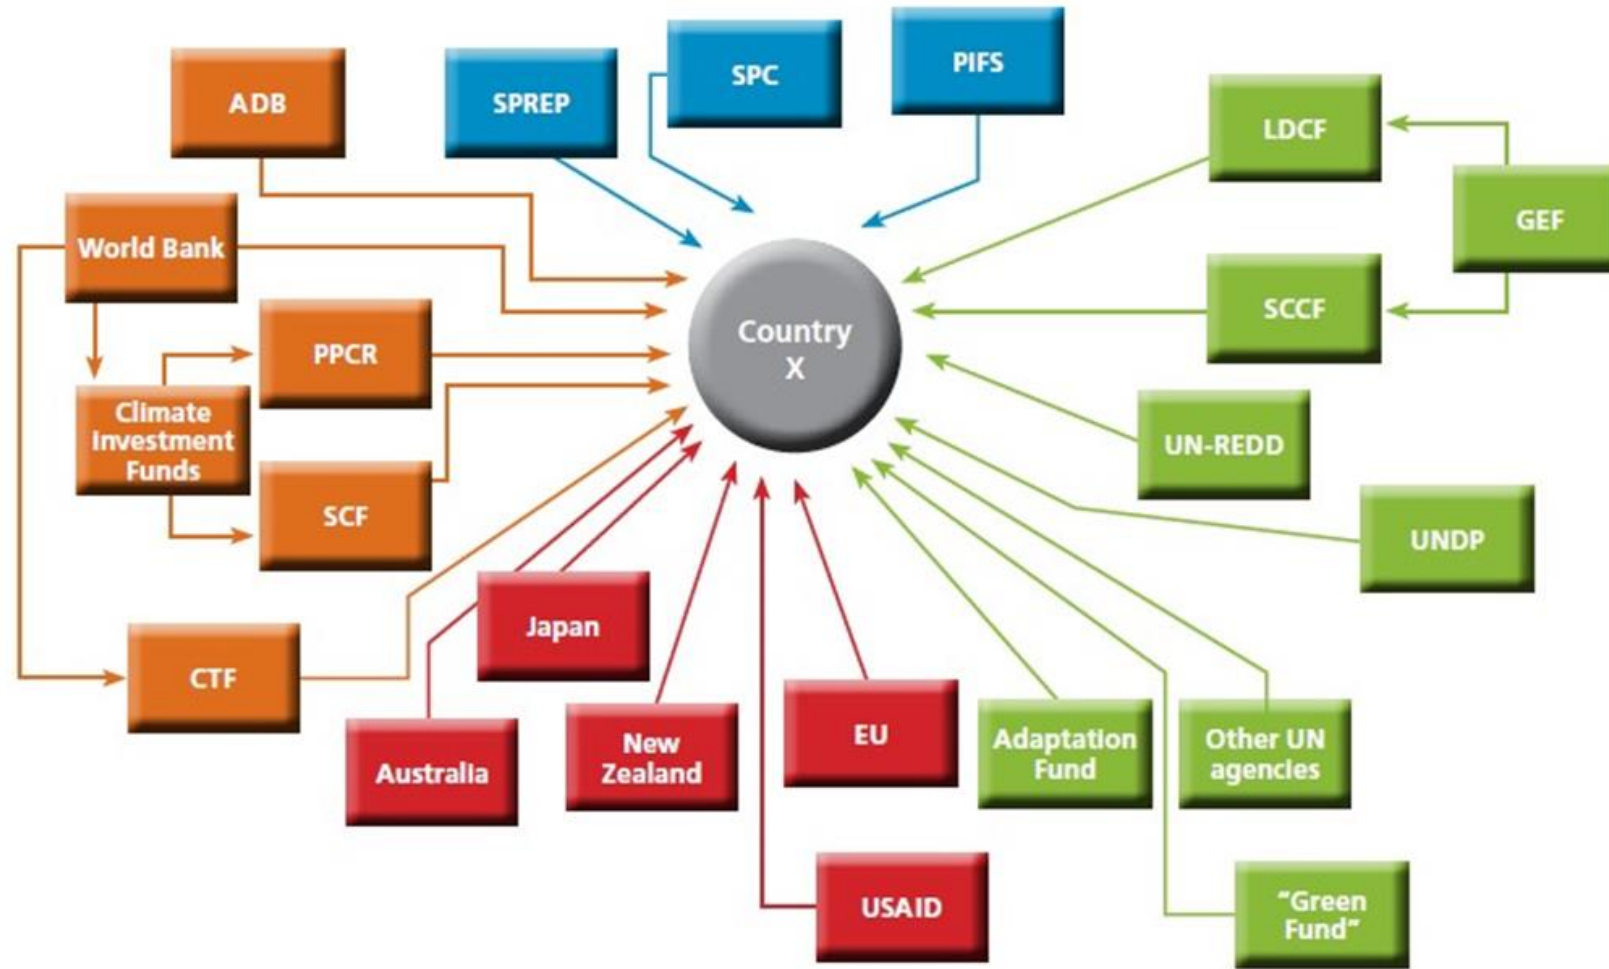 ADB
SPREP
SPC
PIFS
LDCF
GEF
World Bank
SCCF
PPCR
Country
X
Climate
Investment
Funds
SCF
UN-REDD
UNDP
Japan
CTF
Australia
New
Zealand
EU
Adaptation
Fund
Other UN
agencies
USAID
"Green
Fund"